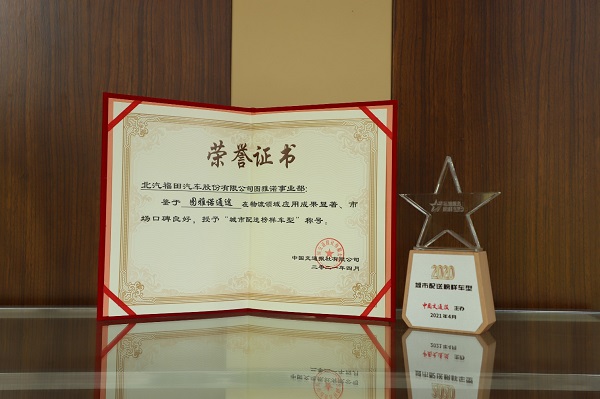 荣誉证书
北汽福田汽车股份有限公司图雅诺事业部:
鉴于 图雅诺通途 在物流领域应用成果显著、市
场口碑良好,授予“城市配送榜样车型”称号。
中国交通报社有限公司
二零二一年四月
2020
城市配送榜样车型
中国交通报 主办
2021年4月